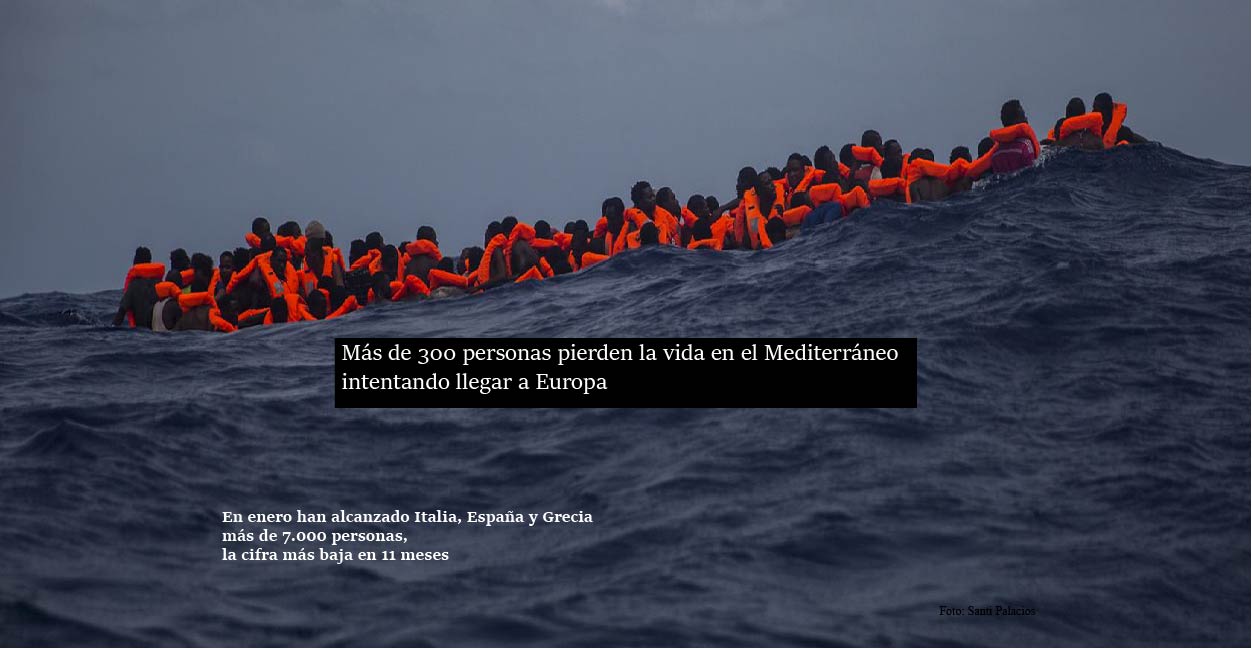 Más de 300 personas pierden la vida en el Mediterráneo
intentando llegar a Europa
En enero han alcanzado Italia, España y Grecia
más de 7.000 personas,
la cifra más baja en 11 meses
Foto: Santi Palacios